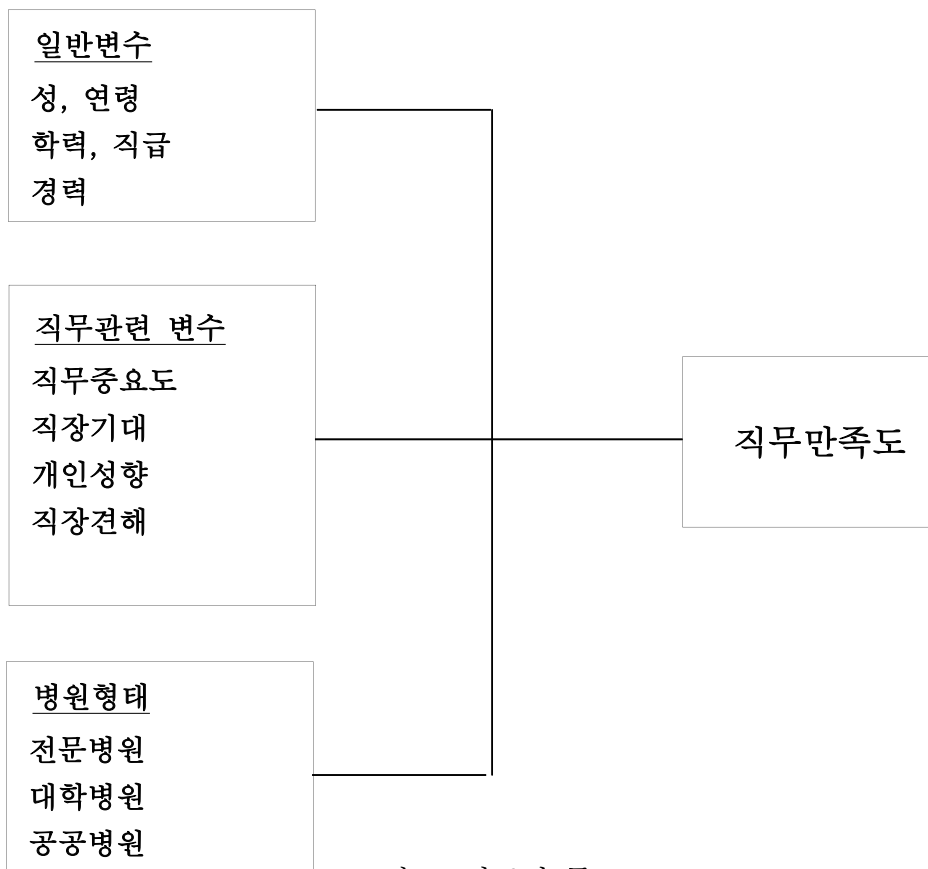 일반변수
성, 연령
학력, 직급
경력
직무관련 변수
직무중요도
직장기대
개인성향
직장견해
직무만족도
병원형태
전문병원
대학병원
공공병원